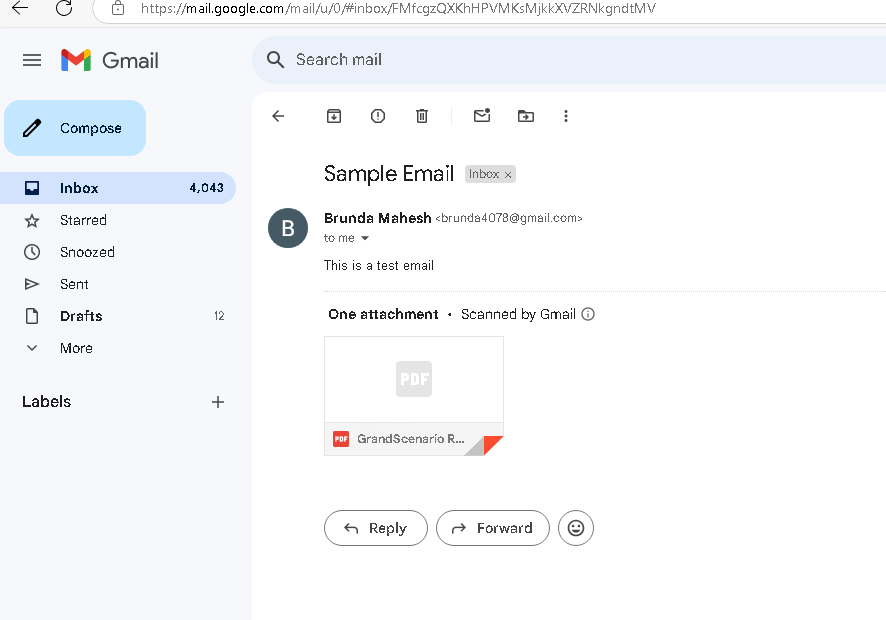 https://mail.google.com/mail/u/0/#inbox/FMfcgzQXKhHPVMKsMjkkXVZRNkgndtMV
Gmail
Search mail
Compose
Inbox 4,043
Starred
Snoozed
Sent
Drafts 12
More
Labels
Sample Email Inbox x
B
Brunda Mahesh <brunda4078@gmail.com>
to me
This is a test email
One attachment • Scanned by Gmail
PDF
PDF GrandScenario R...
Reply
Forward